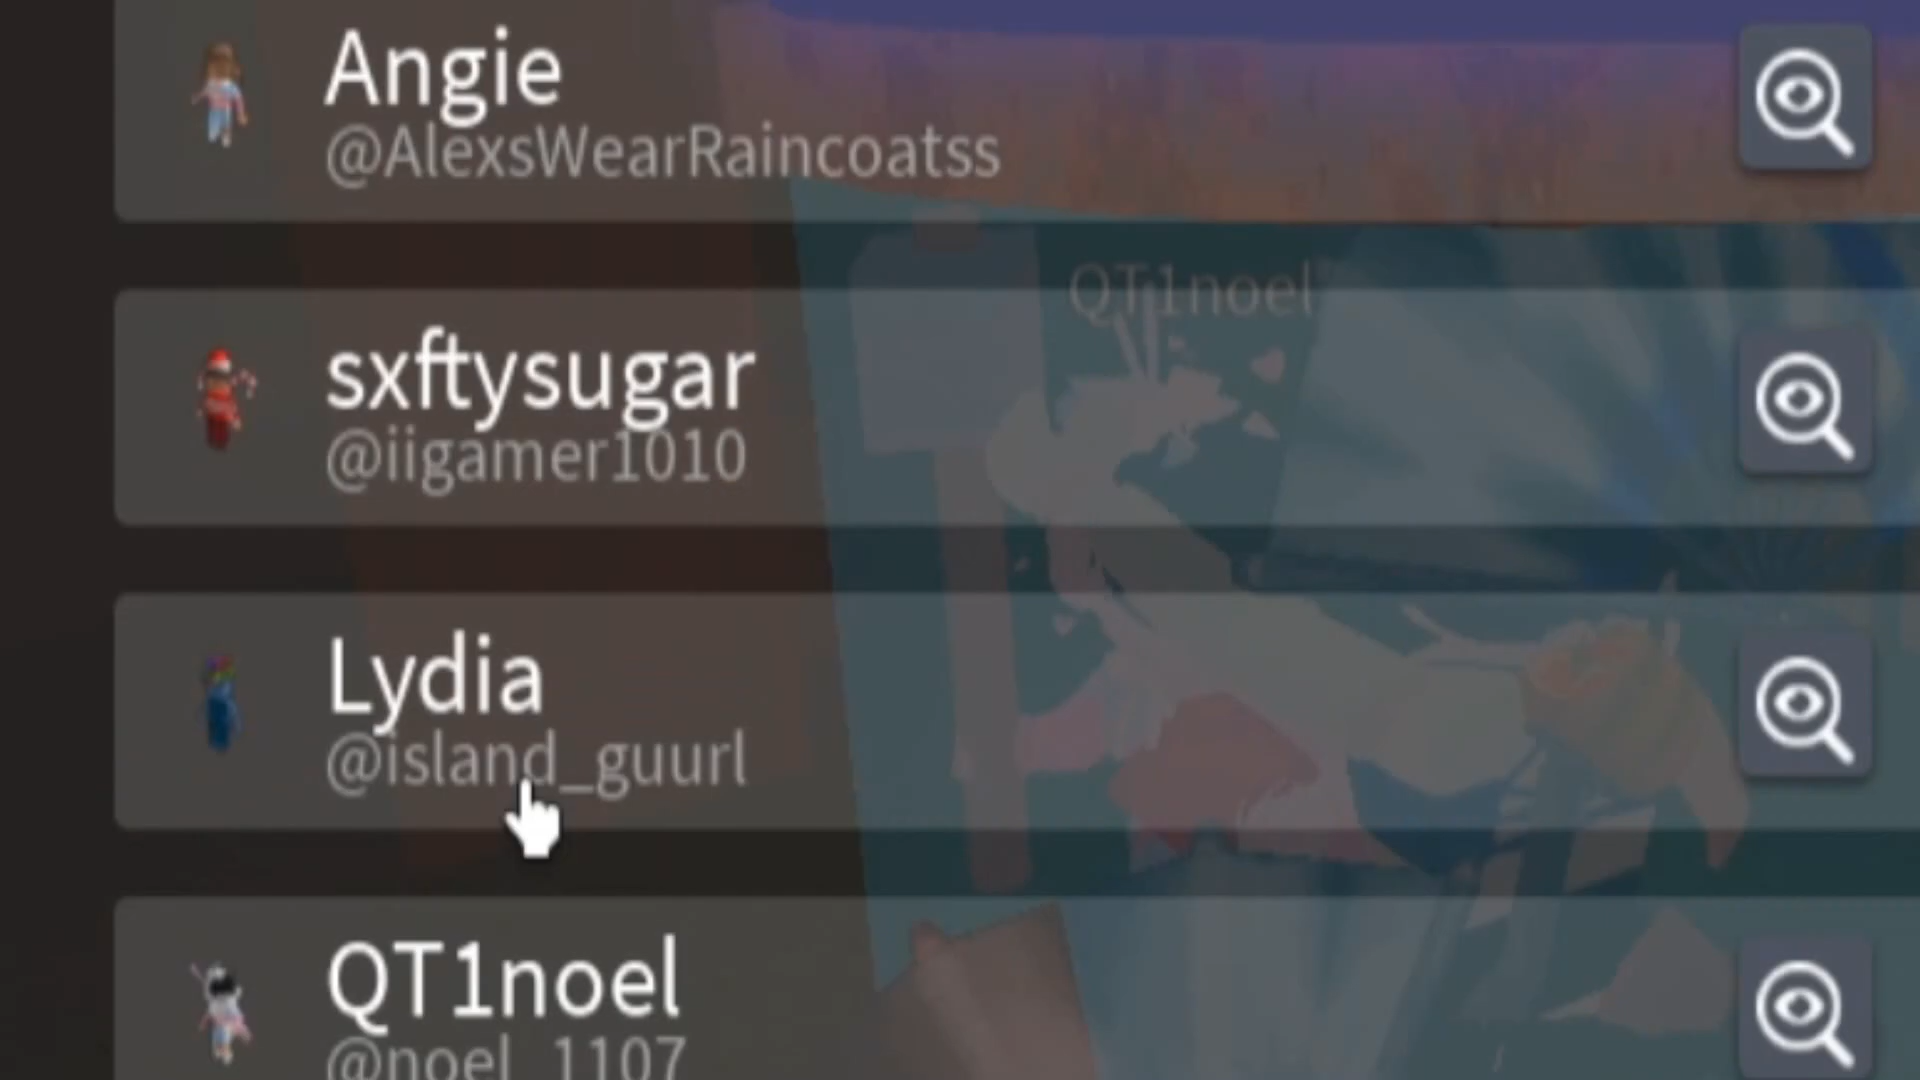 Angie
@AlexsWearRaincoatss
QT1noel
sxftysugar
@iigamer1010
Lydia
@island_guurl
QT1noel
@noel_1107